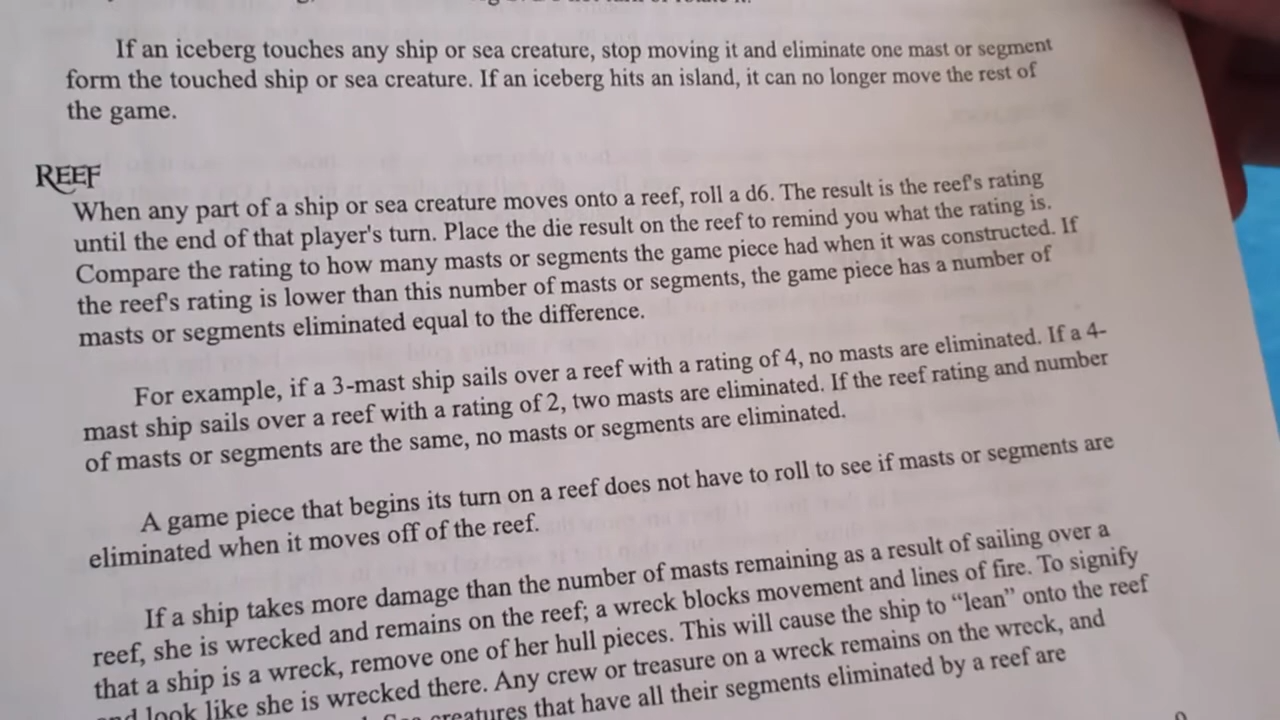 If an iceberg touches any ship or sea creature, stop moving it and eliminate one mast or segment
form the touched ship or sea creature. If an iceberg hits an island, it can no longer move the rest of
the game.
REEF
When any part of a ship or sea creature moves onto a reef, roll a d6. The result is the reef's rating
until the end of that player's turn. Place the die result on the reef to remind you what the rating is.
Compare the rating to how many masts or segments the game piece had when it was constructed. If
the reef's rating is lower than this number of masts or segments, the game piece has a number of
masts or segments eliminated equal to the difference.
For example, if a 3-mast ship sails over a reef with a rating of 4, no masts are eliminated. If a 4-
mast ship sails over a reef with a rating of 2, two masts are eliminated. If the reef rating and number
of masts or segments are the same, no masts or segments are eliminated.
A game piece that begins its turn on a reef does not have to roll to see if masts or segments are
eliminated when it moves off of the reef.
If a ship takes more damage than the number of masts remaining as a result of sailing over a
reef, she is wrecked and remains on the reef; a wreck blocks movement and lines of fire. To signify
that a ship is a wreck, remove one of her hull pieces. This will cause the ship to “lean” onto the reef
and look like she is wrecked there. Any crew or treasure on a wreck remains on the wreck, and
creatures that have all their segments eliminated by a reef are